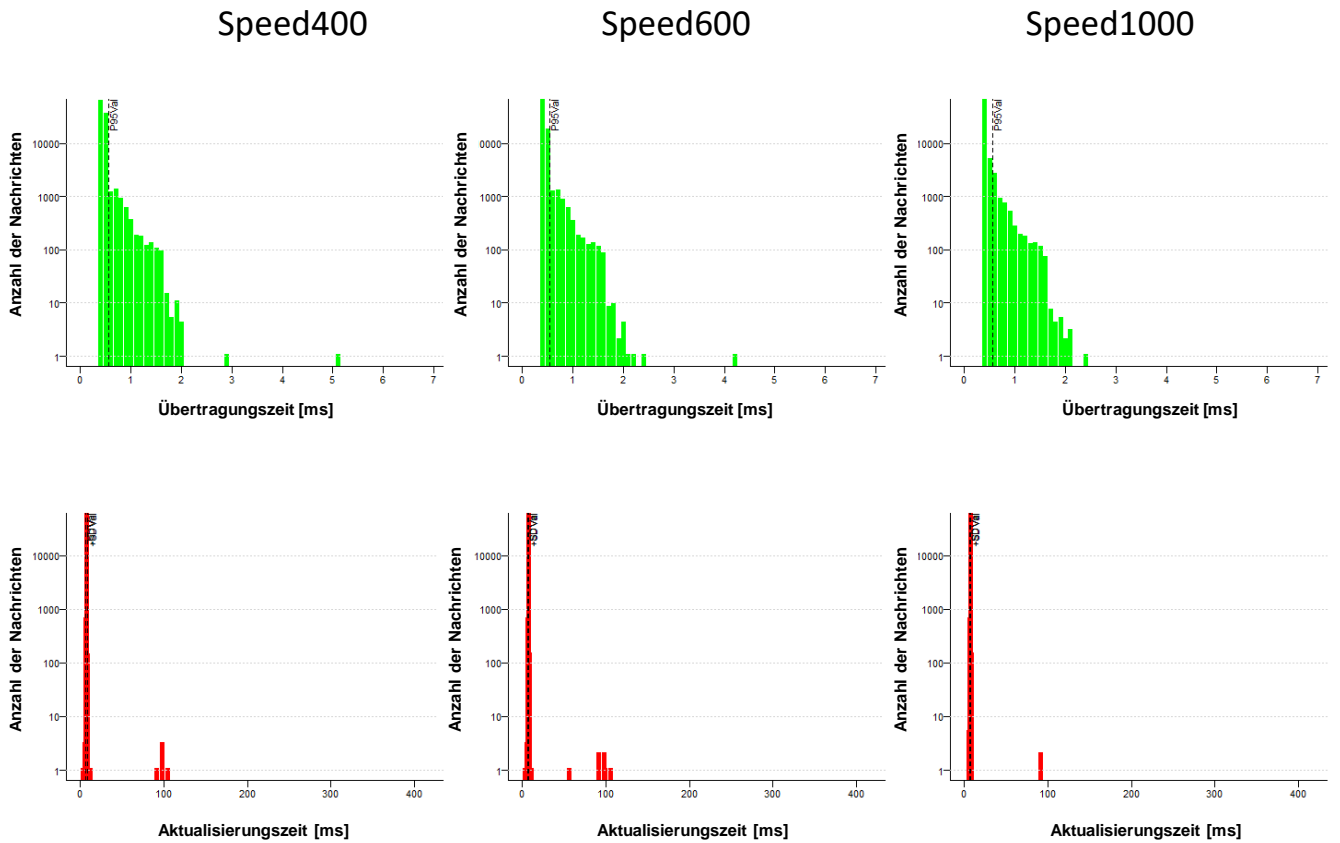 Speed400 Speed600 Speed1000
Anzahl der Nachrichten
10000
1000
100
10
1
P95Val
0 1 2 3 4 5 6 7
Übertragungszeit [ms]
Anzahl der Nachrichten
0000
1000
100
10
1
P95Val
0 1 2 3 4 5 6 7
Übertragungszeit [ms]
Anzahl der Nachrichten
10000
1000
100
10
1
P95Val
0 1 2 3 4 5 6 7
Übertragungszeit [ms]
Anzahl der Nachrichten
10000
1000
100
10
1
0 100 200 300 400
Aktualisierungszeit [ms]
Anzahl der Nachrichten
10000
1000
100
10
1
0 100 200 300 400
Aktualisierungszeit [ms]
Anzahl der Nachrichten
10000
1000
100
10
1
0 100 200 300 400
Aktualisierungszeit [ms]